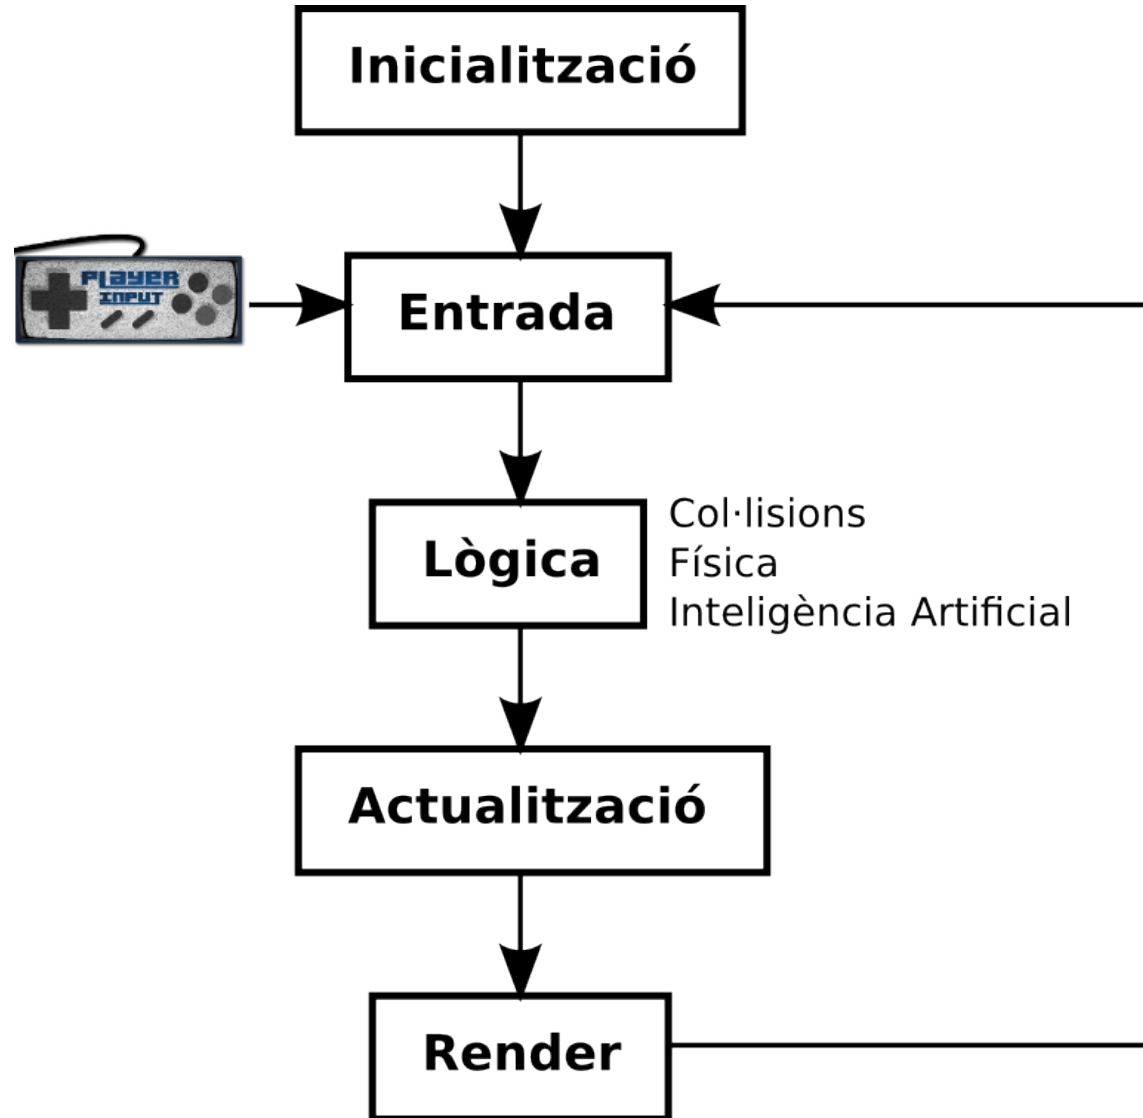 Inicialització
PLAYER
INPUT
Entrada
Lògica
Col·lisions
Física
Inteligència Artificial
Actualització
Render